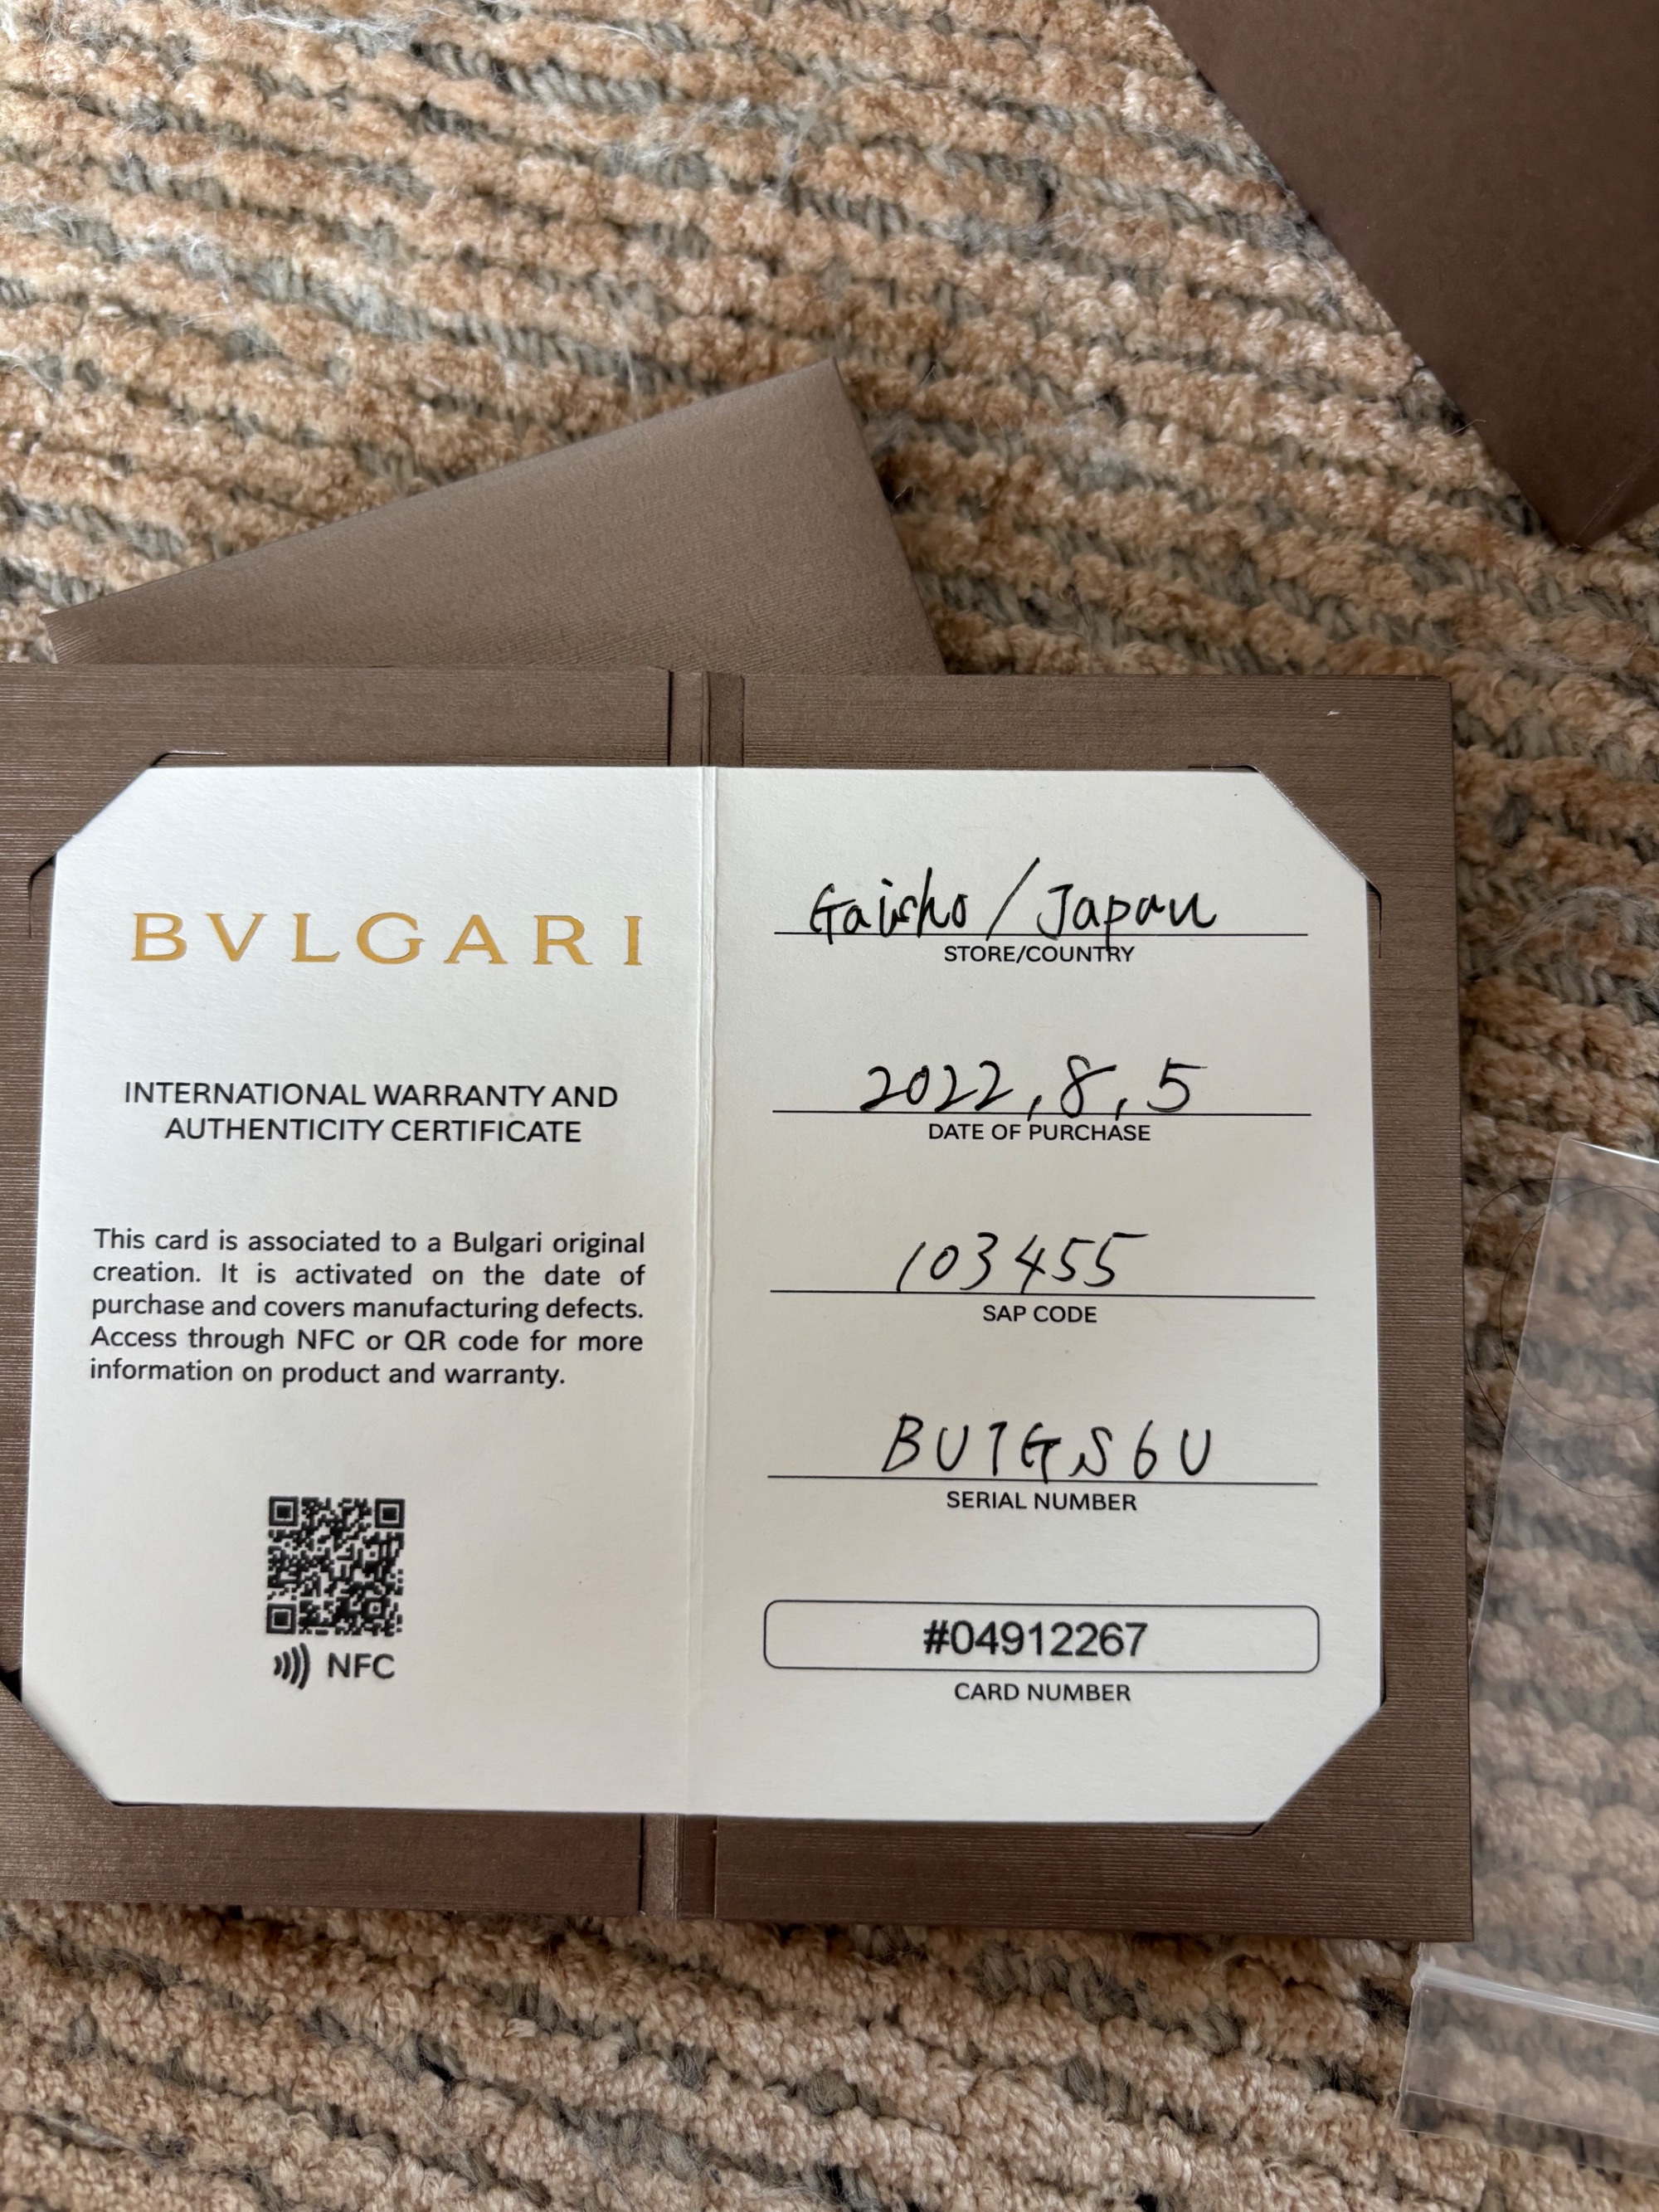 BVLGARI
INTERNATIONAL WARRANTY AND
AUTHENTICITY CERTIFICATE
This card is associated to a Bulgari original
creation. It is activated on the date of
purchase and covers manufacturing defects.
Access through NFC or QR code for more
information on product and warranty.
NFC
Gaisho / Japan
STORE/COUNTRY
2022,8,5
DATE OF PURCHASE
103455
SAP CODE
BU1GS6U
SERIAL NUMBER
#04912267
CARD NUMBER